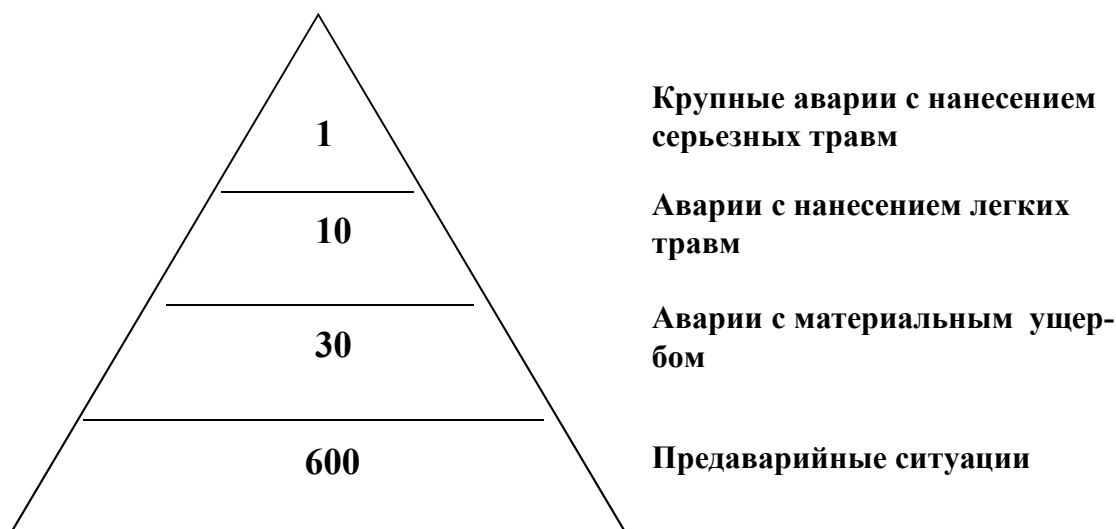 1
Крупные аварии с нанесением
серьезных травм
10
Аварии с нанесением легких
травм
30
Аварии с материальным ущер-
бом
600
Предаварийные ситуации